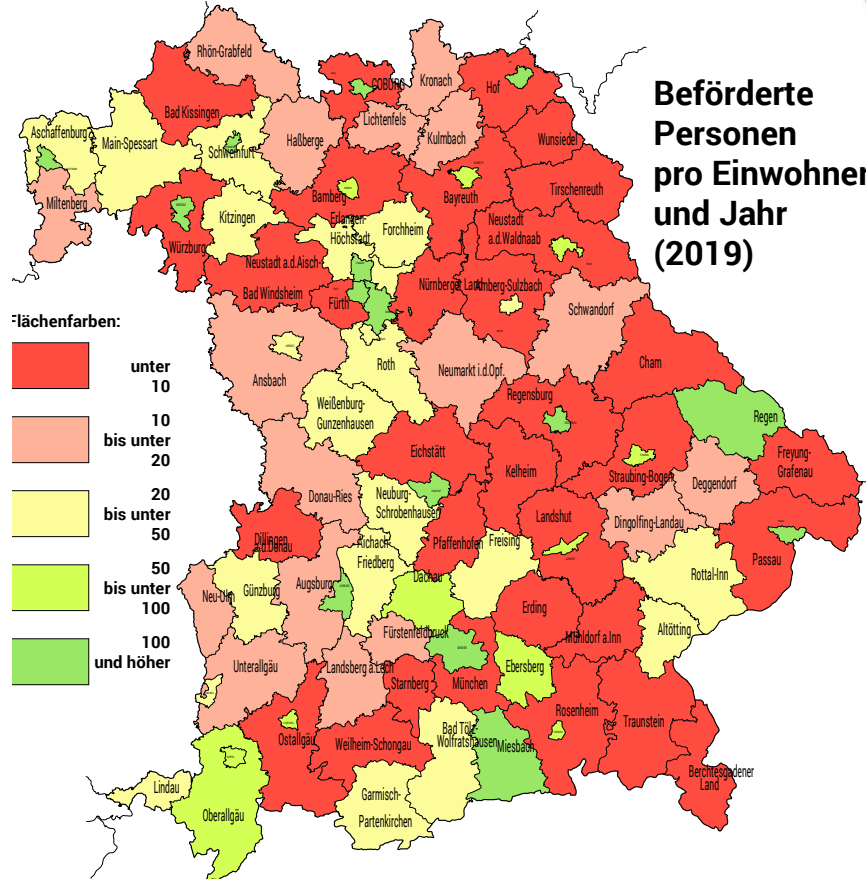 Beförderte
Personen
pro Einwohner
und Jahr
(2019)
Rhön-Grabfeld
COBURG
Kronach
Hof
Bad Kissingen
Lichtenfels
Aschaffenburg
Main-Spessart
Schweinfurt
Haßberge
Kulmbach
Wunsiedel
Miltenberg
Kitzingen
Bamberg
Bayreuth
Tirschenreuth
Würzburg
Erlangen-
Höchstadt
Forchheim
Neustadt
a.d.Waldnaab
Neustadt a.d.Aisch-
Bad Windsheim
Fürth
Nürnberger Land
Amberg-Sulzbach
Schwandorf
Flächenfarben:
unter
10
10
bis unter
20
20
bis unter
50
50
bis unter
100
100
und höher
Ansbach
Roth
Neumarkt i.d.Opf.
Cham
Weißenburg-
Gunzenhausen
Regensburg
Regen
Eichstätt
Kelheim
Straubing-Bogen
Deggendorf
Freyung-
Grafenau
Donau-Ries
Neuburg-
Schrobenhausen
Landshut
Dingolfing-Landau
Dillingen
a.d.Donau
Aichach-
Friedberg
Pfaffenhofen
Freising
Passau
Neu-Ulm
Günzburg
Augsburg
Dachau
Rottal-Inn
Erding
Mühldorf a.Inn
Altötting
Fürstenfeldbruck
Unterallgäu
Landsberg a.Lech
Starnberg
München
Ebersberg
Ostallgäu
Weilheim-Schongau
Bad Tölz-
Wolfratshausen
Miesbach
Rosenheim
Traunstein
Berchtesgadener
Land
Lindau
Oberallgäu
Garmisch-
Partenkirchen